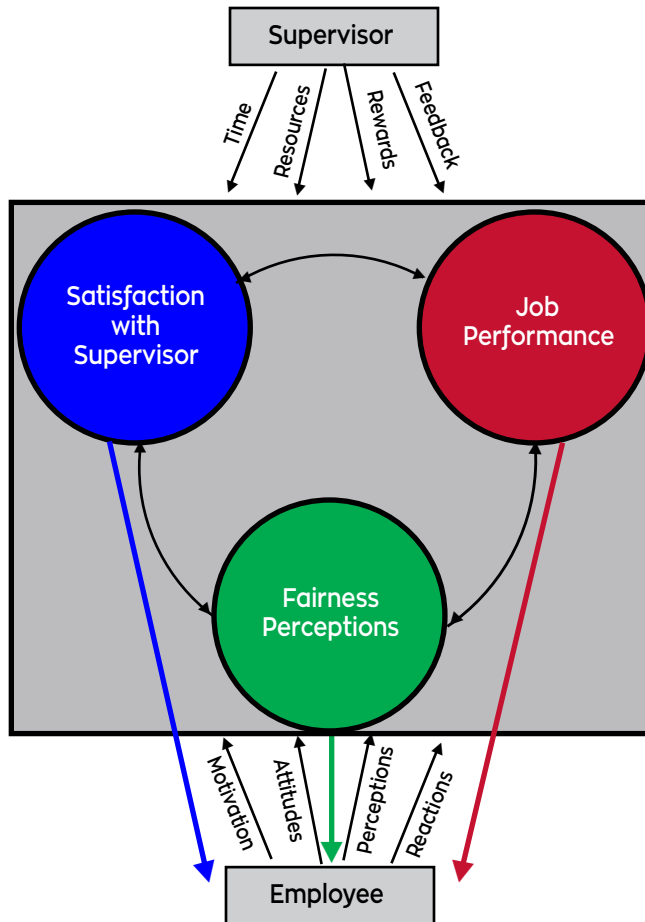 Supervisor
Time
Resources
Rewards
Feedback
Satisfaction
with
Supervisor
Job
Performance
Fairness
Perceptions
Motivation
Attitudes
Perceptions
Reactions
Employee